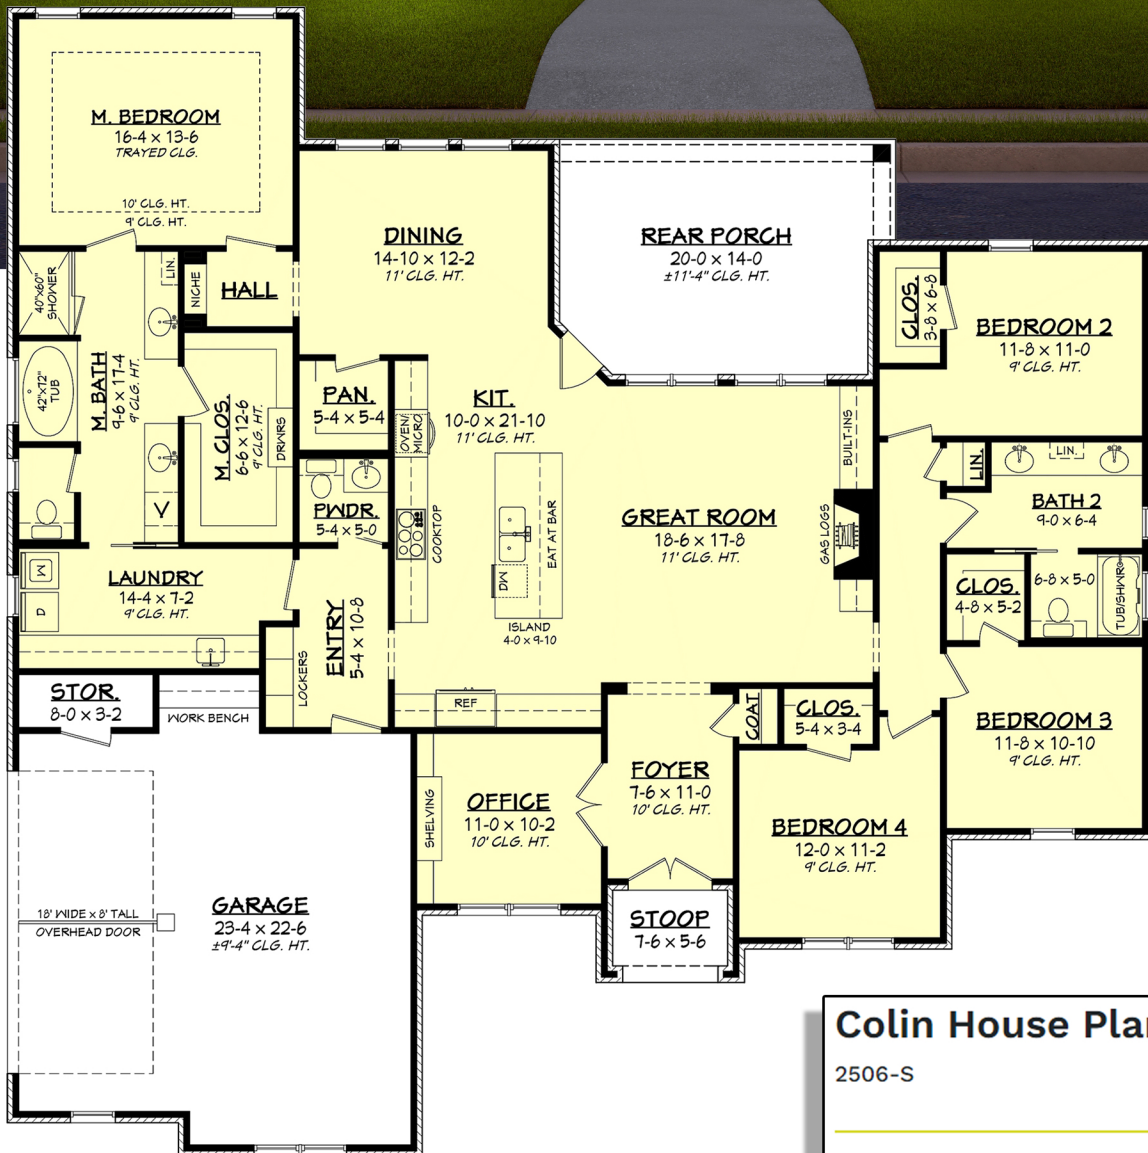 M. BEDROOM
16-4 x 13-6
TRAYED CLG.
10' CLG. HT.
9' CLG. HT.
DINING
14-10 x 12-2
11' CLG. HT.
REAR PORCH
20-0 x 14-0
±11'-4" CLG. HT.
40"x60"
SHOWER
LIN.
NICHE
HALL
CLOS.
3-8 x 6-8
BEDROOM 2
11-8 x 11-0
9' CLG. HT.
42"x72"
TUB
M. BATH
9-6 x 17-4
9' CLG. HT.
M. CLOS.
6-6 x 12-6
9' CLG. HT.
DRWRS
PAN.
5-4 x 5-4
OVEN/
MICRO
KIT.
10-0 x 21-10
11' CLG. HT.
BUILT-INS
LIN.
LIN.
BATH 2
9-0 x 6-4
V
PWDR.
5-4 x 5-0
COOKTOP
EAT AT BAR
DW
GREAT ROOM
18-6 x 17-8
11' CLG. HT.
GAS LOGS
M
D
LAUNDRY
14-4 x 7-2
9' CLG. HT.
ENTRY
5-4 x 10-8
ISLAND
4-0 x 9-10
CLOS.
4-8 x 5-2
6-8 x 5-0
TUB/SHWR
LOCKERS
STOR.
8-0 x 3-2
WORK BENCH
REF
COAT
CLOS.
5-4 x 3-4
BEDROOM 3
11-8 x 10-10
9' CLG. HT.
SHELVING
OFFICE
11-0 x 10-2
10' CLG. HT.
FOYER
7-6 x 11-0
10' CLG. HT.
BEDROOM 4
12-0 x 11-2
9' CLG. HT.
18' WIDE x 8' TALL
OVERHEAD DOOR
GARAGE
23-4 x 22-6
±9'-4" CLG. HT.
STOOP
7-6 x 5-6
Colin House Plan
2506-S